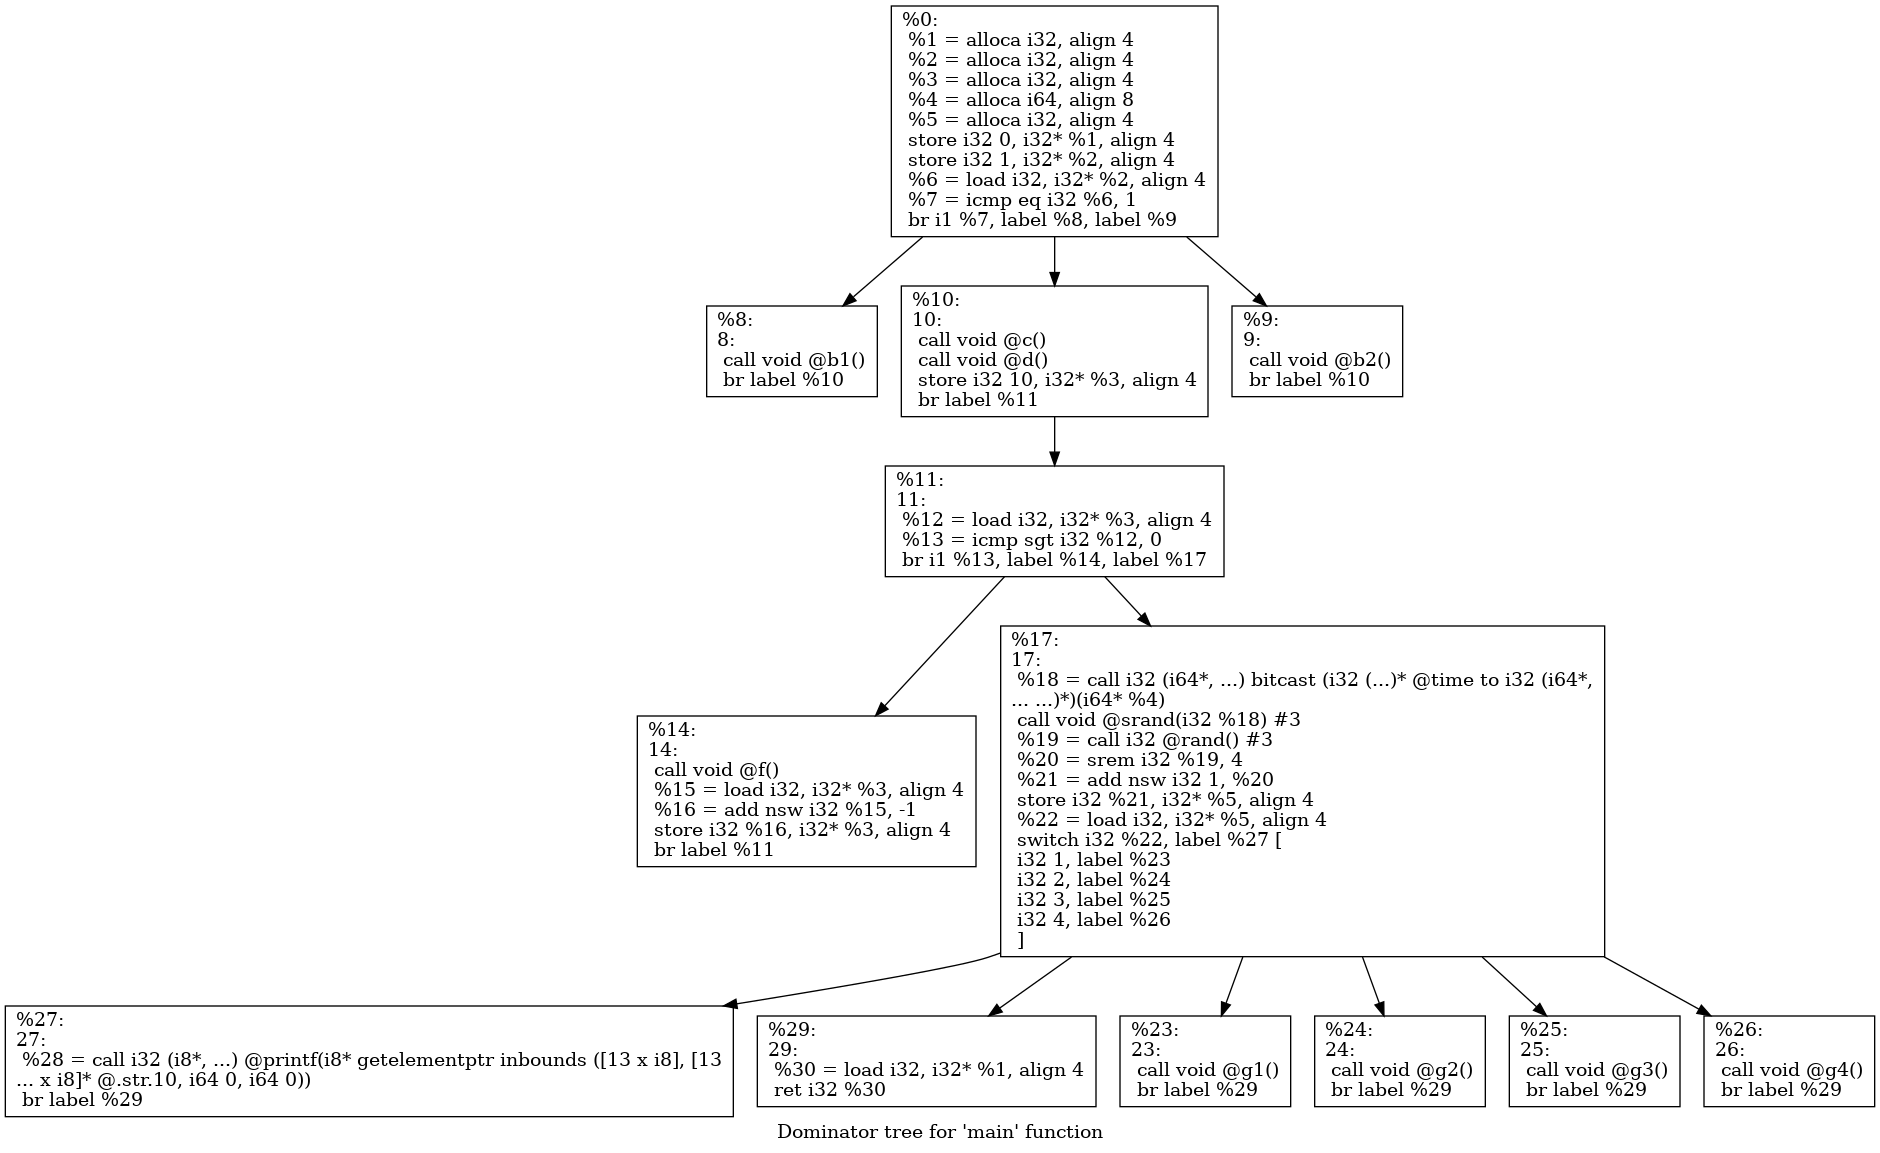 %0:
%1 = alloca i32, align 4
%2 = alloca i32, align 4
%3 = alloca i32, align 4
%4 = alloca i64, align 8
%5 = alloca i32, align 4
store i32 0, i32* %1, align 4
store i32 1, i32* %2, align 4
%6 = load i32, i32* %2, align 4
%7 = icmp eq i32 %6, 1
br i1 %7, label %8, label %9
%8:
8:
call void @b1()
br label %10
%10:
10:
call void @c()
call void @d()
store i32 10, i32* %3, align 4
br label %11
%9:
9:
call void @b2()
br label %10
%11:
11:
%12 = load i32, i32* %3, align 4
%13 = icmp sgt i32 %12, 0
br i1 %13, label %14, label %17
%14:
14:
call void @f()
%15 = load i32, i32* %3, align 4
%16 = add nsw i32 %15, -1
store i32 %16, i32* %3, align 4
br label %11
%17:
17:
%18 = call i32 (i64*, ...) bitcast (i32 (...)* @time to i32 (i64*,
... ...)*)(i64* %4)
call void @srand(i32 %18) #3
%19 = call i32 @rand() #3
%20 = srem i32 %19, 4
%21 = add nsw i32 1, %20
store i32 %21, i32* %5, align 4
%22 = load i32, i32* %5, align 4
switch i32 %22, label %27 [
i32 1, label %23
i32 2, label %24
i32 3, label %25
i32 4, label %26
]
%27:
27:
%28 = call i32 (i8*, ...) @printf(i8* getelementptr inbounds ([13 x i8], [13
... x i8]* @.str.10, i64 0, i64 0))
br label %29
%29:
29:
%30 = load i32, i32* %1, align 4
ret i32 %30
%23:
23:
call void @g1()
br label %29
%24:
24:
call void @g2()
br label %29
%25:
25:
call void @g3()
br label %29
%26:
26:
call void @g4()
br label %29
Dominator tree for 'main' function